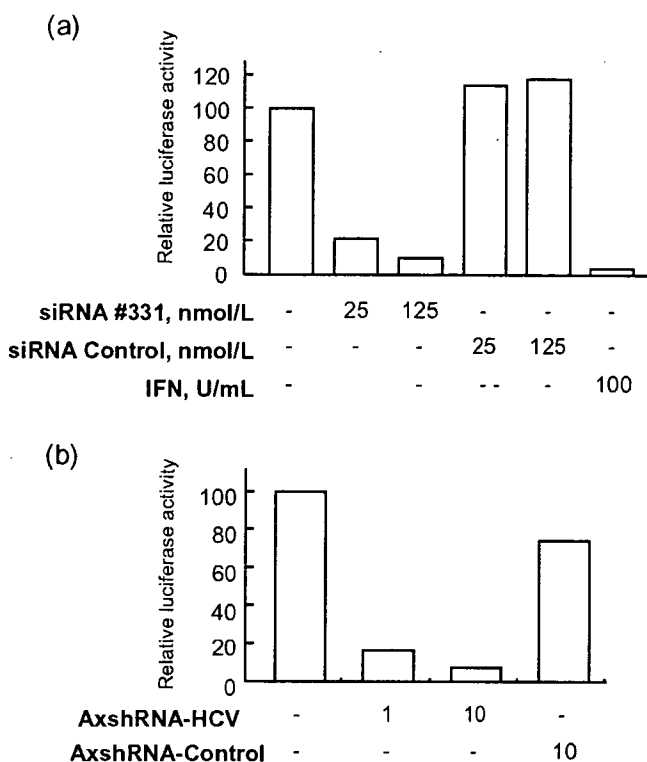 (a)
Relative luciferase activity
120
100
80
60
40
20
0
siRNA #331, nmol/L - 25 125 - - -
siRNA Control, nmol/L - - - 25 125 -
IFN, U/mL - - - -- - 100
(b)
Relative luciferase activity
100
80
60
40
20
0
AxshRNA-HCV - 1 10 -
AxshRNA-Control - - - 10